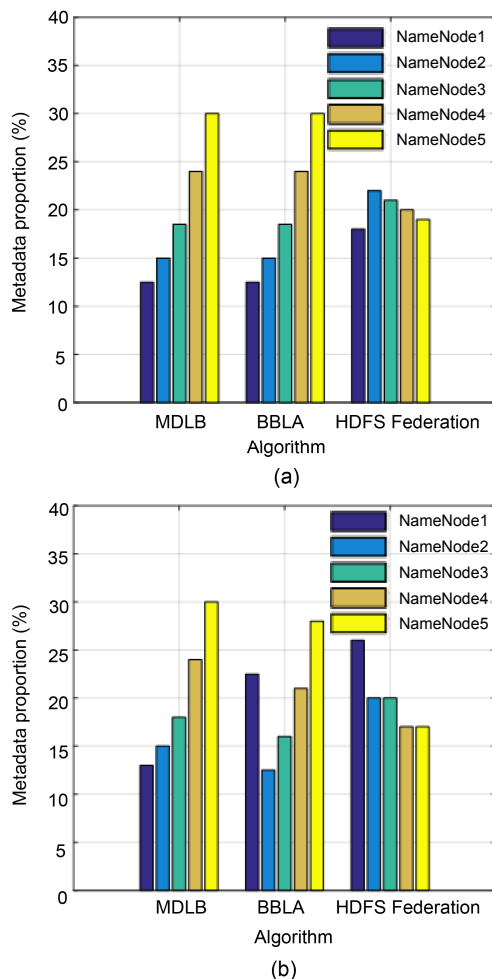 40
35
30
25
20
15
10
5
0
Metadata proportion (%)
NameNode1
NameNode2
NameNode3
NameNode4
NameNode5
MDLB BBLA HDFS Federation
Algorithm
(a)
40
35
30
25
20
15
10
5
0
Metadata proportion (%)
NameNode1
NameNode2
NameNode3
NameNode4
NameNode5
MDLB BBLA HDFS Federation
Algorithm
(b)